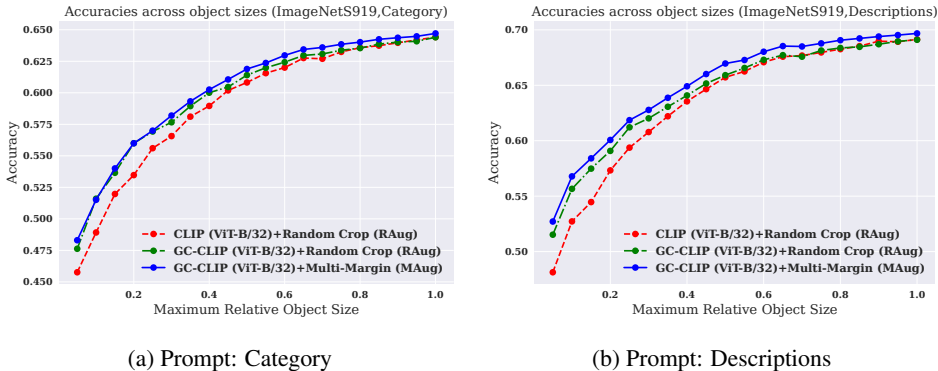 Accuracies across object sizes (ImageNetS919,Category)
0.650
0.625
0.600
0.575
0.550
0.525
0.500
0.475
0.450
Accuracy
CLIP (ViT-B/32)+Random Crop (RAug)
GC-CLIP (ViT-B/32)+Random Crop (RAug)
GC-CLIP (ViT-B/32)+Multi-Margin (MAug)
0.2 0.4 0.6 0.8 1.0
Maximum Relative Object Size
(a) Prompt: Category
Accuracies across object sizes (ImageNetS919,Descriptions)
0.70
0.65
0.60
0.55
0.50
Accuracy
CLIP (ViT-B/32)+Random Crop (RAug)
GC-CLIP (ViT-B/32)+Random Crop (RAug)
GC-CLIP (ViT-B/32)+Multi-Margin (MAug)
0.2 0.4 0.6 0.8 1.0
Maximum Relative Object Size
(b) Prompt: Descriptions